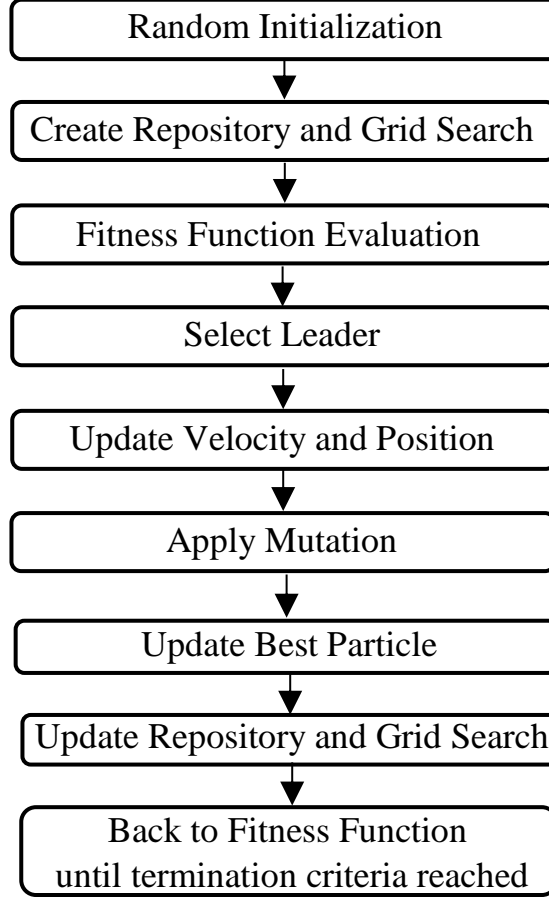 Random Initialization
Create Repository and Grid Search
Fitness Function Evaluation
Select Leader
Update Velocity and Position
Apply Mutation
Update Best Particle
Update Repository and Grid Search
Back to Fitness Function
until termination criteria reached